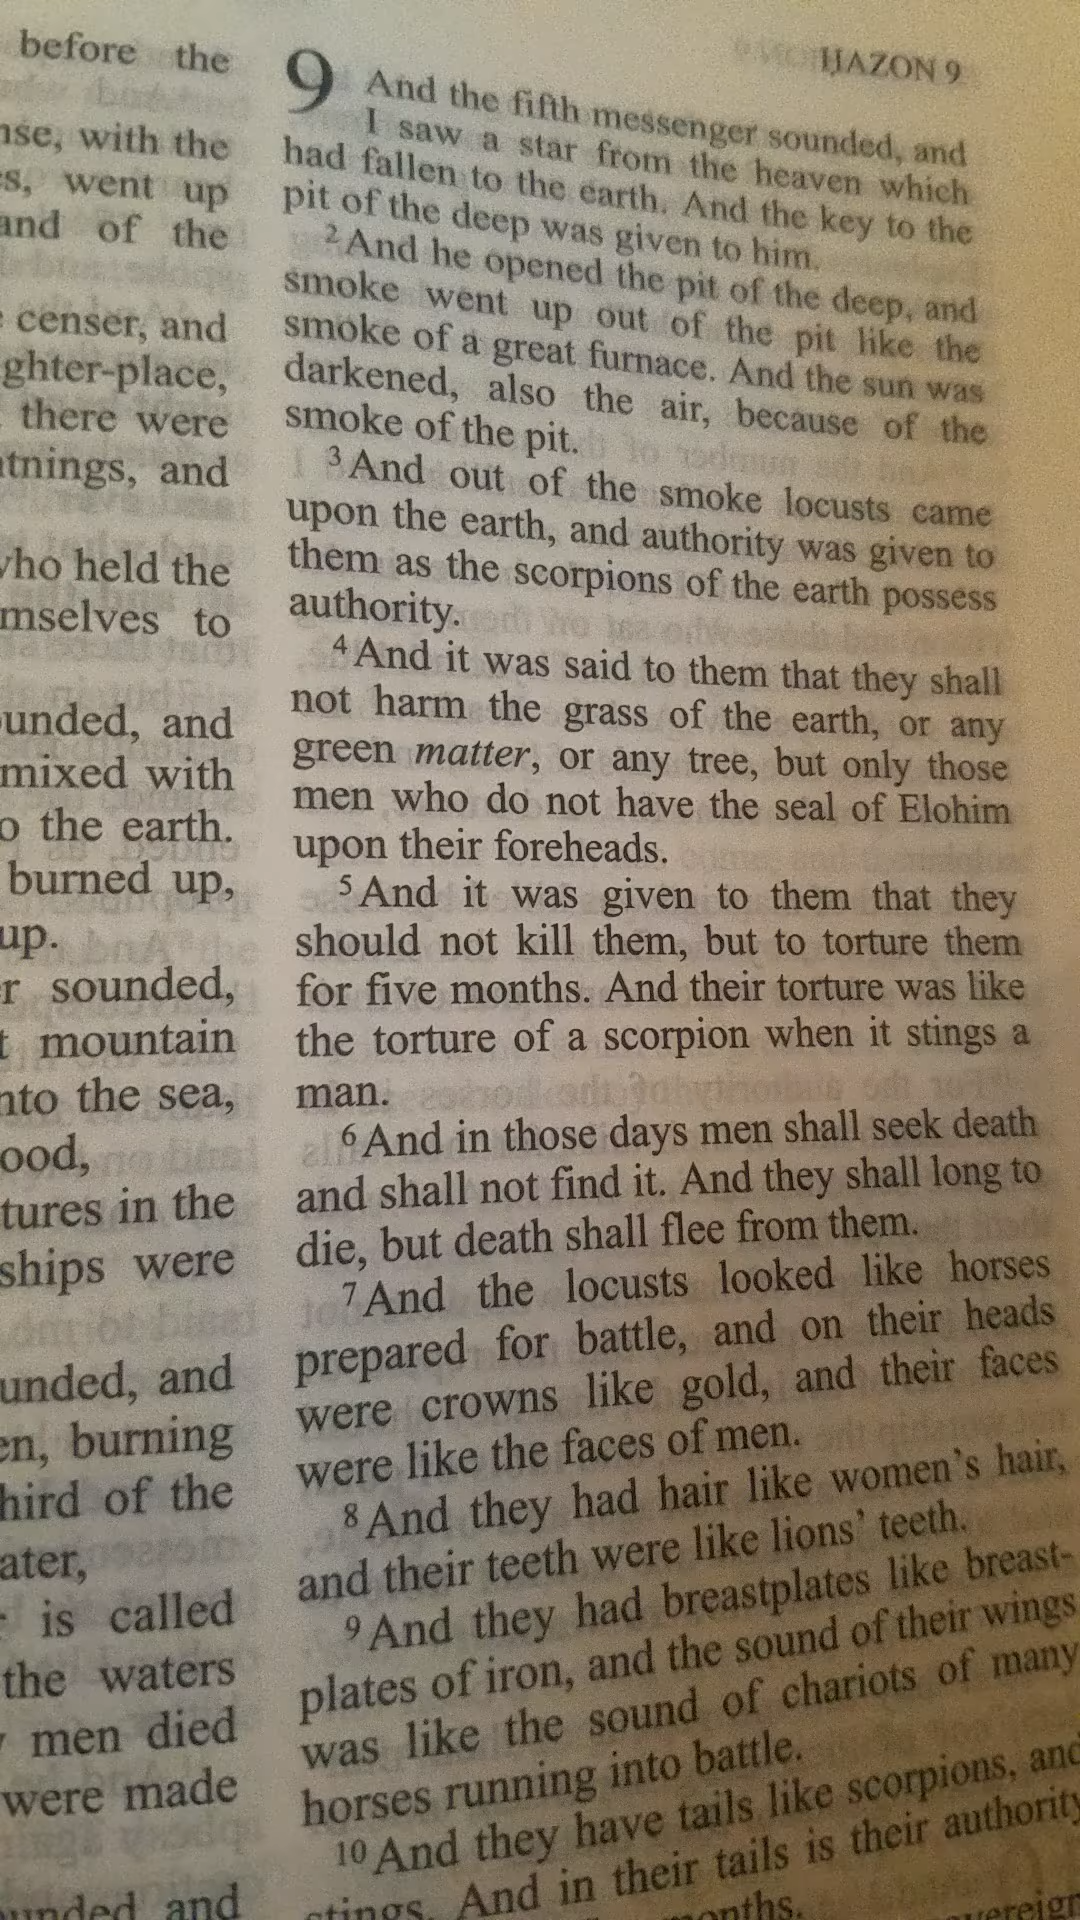 before the
nse, with the
es, went up
and of the
censer, and
ghter-place,
there were
tnings, and
who held the
mselves to
ounded, and
mixed with
o the earth.
burned up,
up.
r sounded,
t mountain
nto the sea,
ood,
tures in the
ships were
unded, and
en, burning
hird of the
ater,
is called
the waters
men died
were made
unded and
ḤAZON 9
9 And the fifth messenger sounded, and
I saw a star from the heaven which
had fallen to the earth. And the key to the
pit of the deep was given to him.
2 And he opened the pit of the deep, and
smoke went up out of the pit like the
smoke of a great furnace. And the sun was
darkened, also the air, because of the
smoke of the pit.
3 And out of the smoke locusts came
upon the earth, and authority was given to
them as the scorpions of the earth possess
authority.
4 And it was said to them that they shall
not harm the grass of the earth, or any
green matter, or any tree, but only those
men who do not have the seal of Elohim
upon their foreheads.
5 And it was given to them that they
should not kill them, but to torture them
for five months. And their torture was like
the torture of a scorpion when it stings a
man.
6 And in those days men shall seek death
and shall not find it. And they shall long to
die, but death shall flee from them.
7 And the locusts looked like horses
prepared for battle, and on their heads
were crowns like gold, and their faces
were like the faces of men.
8 And they had hair like women's hair,
and their teeth were like lions' teeth.
9 And they had breastplates like breast-
plates of iron, and the sound of their wings
was like the sound of chariots of many
horses running into battle.
10 And they have tails like scorpions, and
stings. And in their tails is their authority
months.